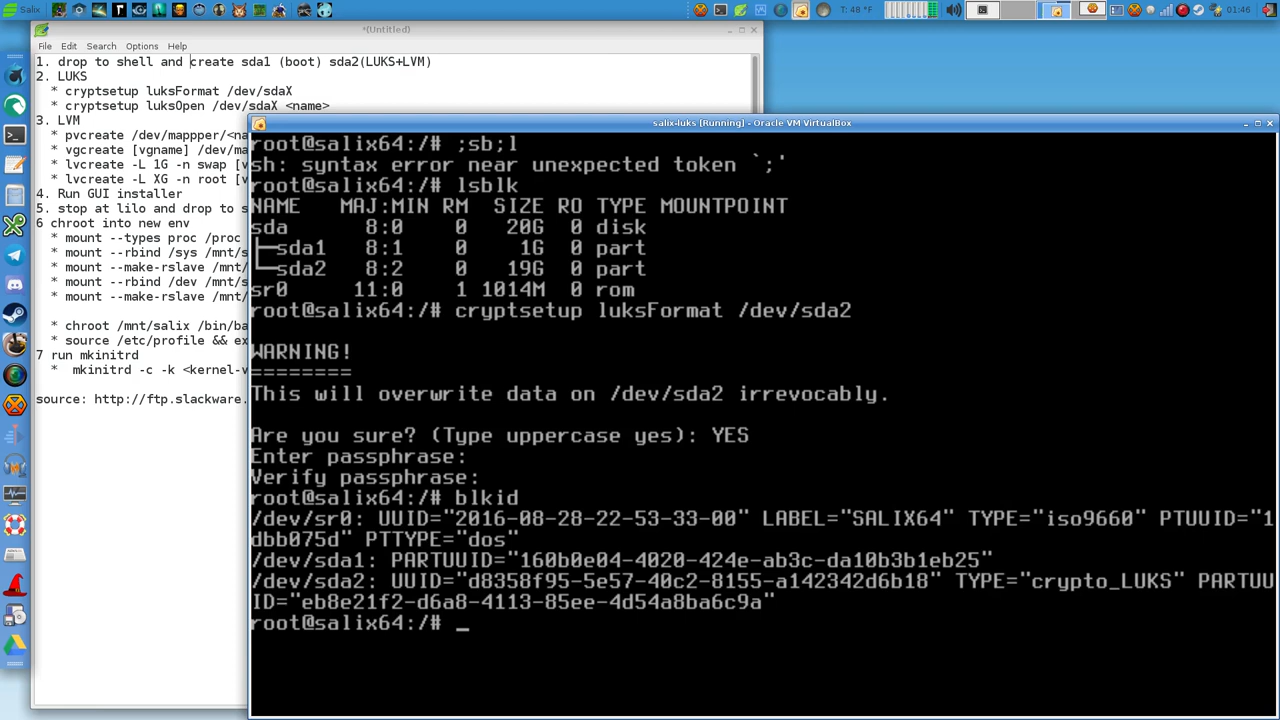 Salix
T: 48 °F
01:46
*(Untitled)
File Edit Search Options Help
1. drop to shell and create sda1 (boot) sda2(LUKS+LVM)
2. LUKS
* cryptsetup luksFormat /dev/sdaX
* cryptsetup luksOpen /dev/sdaX <name>
3. LVM
* pvcreate /dev/mappper/<na
* vgcreate [vgname] /dev/ma
* lvcreate -L 1G -n swap [v
* lvcreate -L XG -n root [v
4. Run GUI installer
5. stop at lilo and drop to s
6 chroot into new env
* mount --types proc /proc
* mount --rbind /sys /mnt/s
* mount --make-rslave /mnt/
* mount --rbind /dev /mnt/s
* mount --make-rslave /mnt/
* chroot /mnt/salix /bin/ba
* source /etc/profile && ex
7 run mkinitrd
* mkinitrd -c -k <kernel-v
source: http://ftp.slackware.
salix-luks [Running] - Oracle VM VirtualBox
root@salix64:/# ;sb;l
sh: syntax error near unexpected token `;'
root@salix64:/# lsblk
NAME MAJ:MIN RM SIZE RO TYPE MOUNTPOINT
sda 8:0 0 20G 0 disk
├─sda1 8:1 0 1G 0 part
└─sda2 8:2 0 19G 0 part
sr0 11:0 1 1014M 0 rom
root@salix64:/# cryptsetup luksFormat /dev/sda2
WARNING!
========
This will overwrite data on /dev/sda2 irrevocably.
Are you sure? (Type uppercase yes): YES
Enter passphrase:
Verify passphrase:
root@salix64:/# blkid
/dev/sr0: UUID="2016-08-28-22-53-33-00" LABEL="SALIX64" TYPE="iso9660" PTUUID="1
dbb075d" PTTYPE="dos"
/dev/sda1: PARTUUID="160b0e04-4020-424e-ab3c-da10b3b1eb25"
/dev/sda2: UUID="d8358f95-5e57-40c2-8155-a142342d6b18" TYPE="crypto_LUKS" PARTUU
ID="eb8e21f2-d6a8-4113-85ee-4d54a8ba6c9a"
root@salix64:/# _